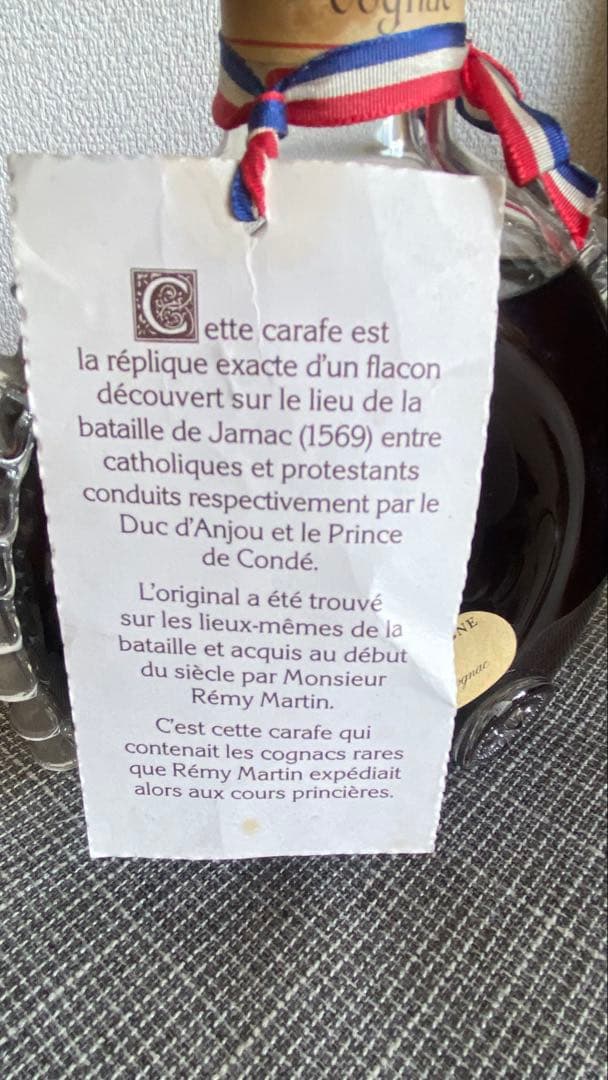 Cognac
Cette carafe est
la réplique exacte d'un flacon
découvert sur le lieu de la
bataille de Jarnac (1569) entre
catholiques et protestants
conduits respectivement par le
Duc d'Anjou et le Prince
de Condé.
L'original a été trouvé
sur les lieux-mêmes de la
bataille et acquis au début
du siècle par Monsieur
Rémy Martin.
C'est cette carafe qui
contenait les cognacs rares
que Rémy Martin expédiait
alors aux cours princières.
NE
ognac